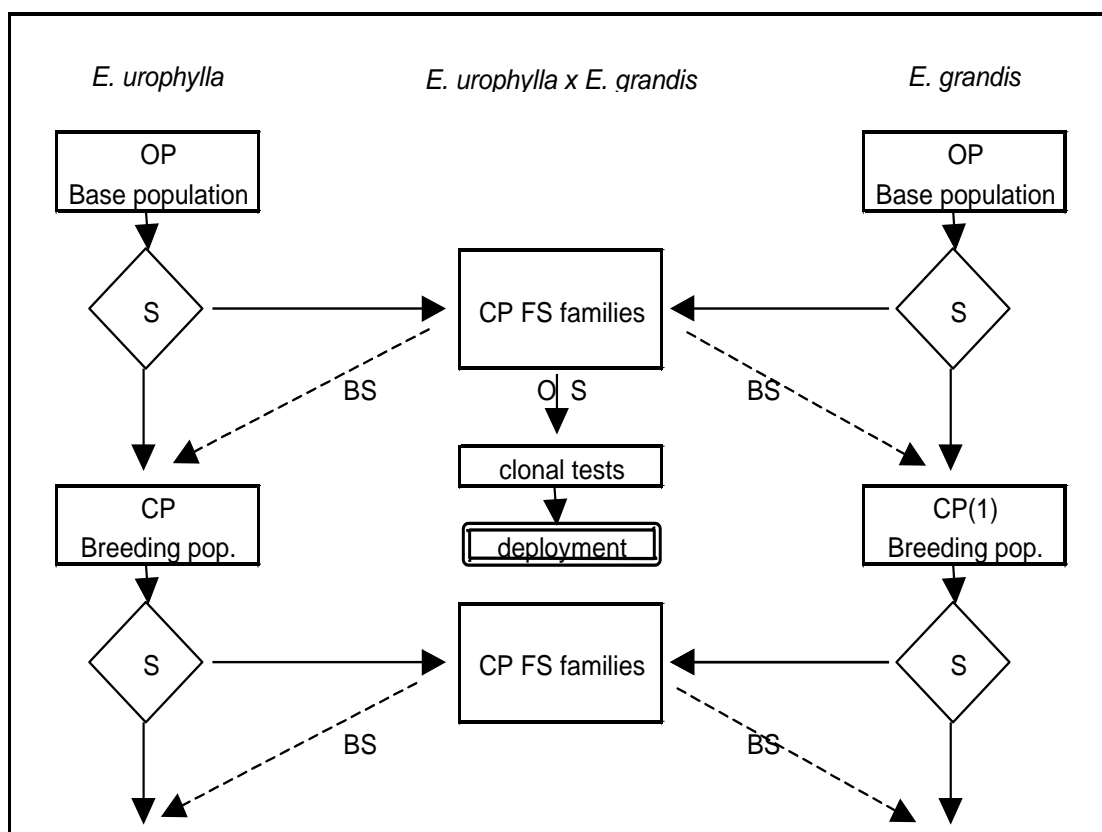 E. urophylla
E. urophylla x E. grandis
E. grandis
OP
Base population
OP
Base population
S
CP FS families
S
BS
O S
BS
clonal tests
CP
Breeding pop.
deployment
CP(1)
Breeding pop.
S
CP FS families
S
BS
BS